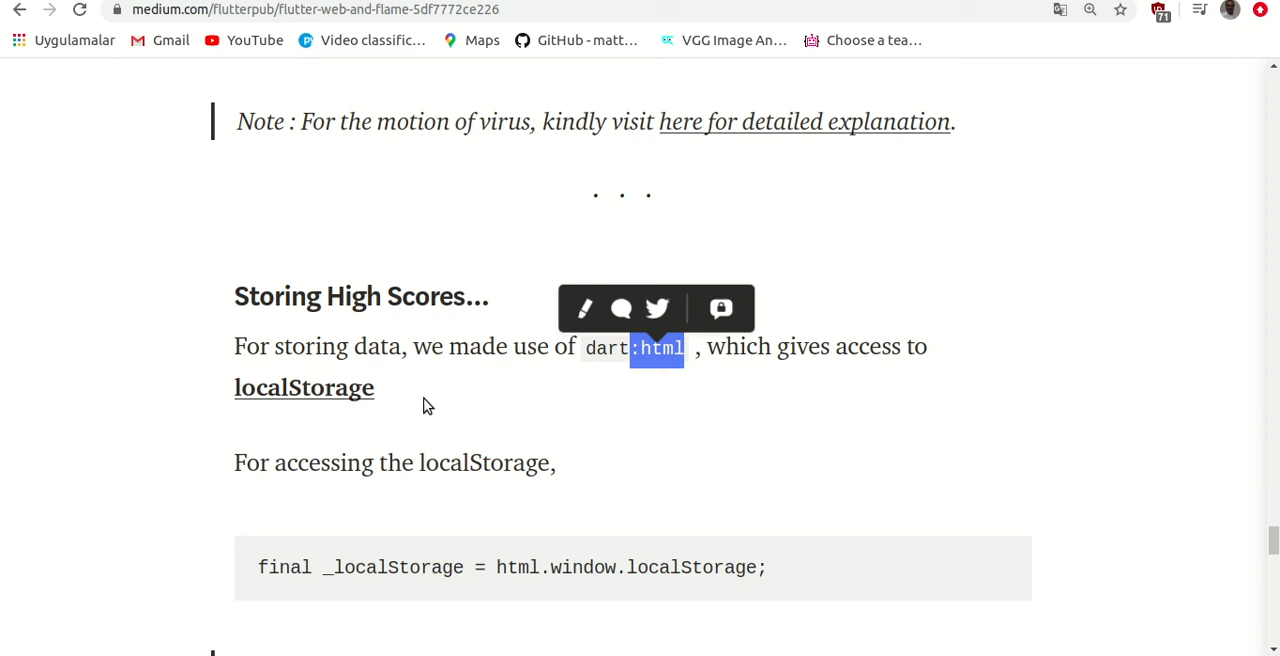 medium.com/flutterpub/flutter-web-and-flame-5df7772ce226
71
Uygulamalar Gmail YouTube Video classific... Maps GitHub - matt... VGG Image An... Choose a tea...
Note : For the motion of virus, kindly visit here for detailed explanation.
. . .
Storing High Scores...
For storing data, we made use of dart:html , which gives access to
localStorage
For accessing the localStorage,
final _localStorage = html.window.localStorage;